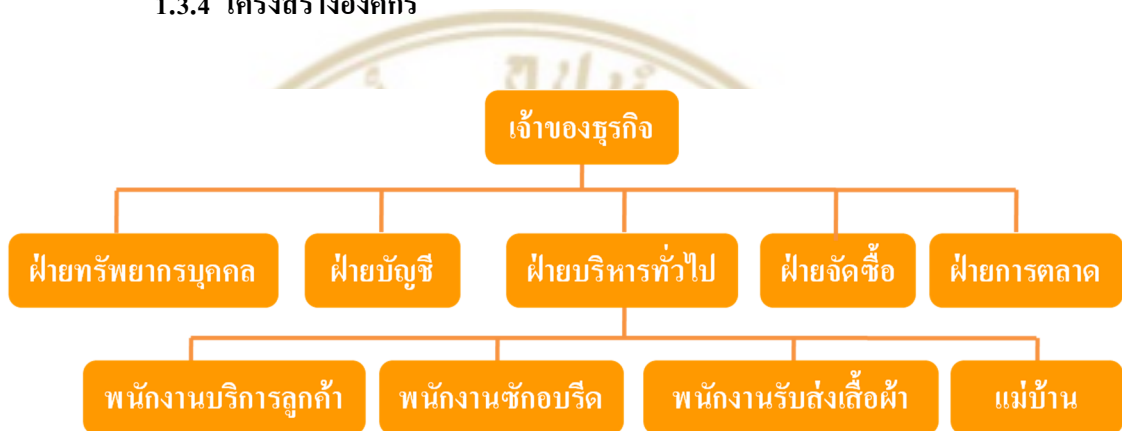 1.3.4 โครงสร้างองค์กร
เจ้าของธุรกิจ
ฝ่ายทรัพยากรบุคคล ฝ่ายบัญชี ฝ่ายบริหารทั่วไป ฝ่ายจัดซื้อ ฝ่ายการตลาด
พนักงานบริการลูกค้า พนักงานซักอบรีด พนักงานรับส่งเสื้อผ้า แม่บ้าน